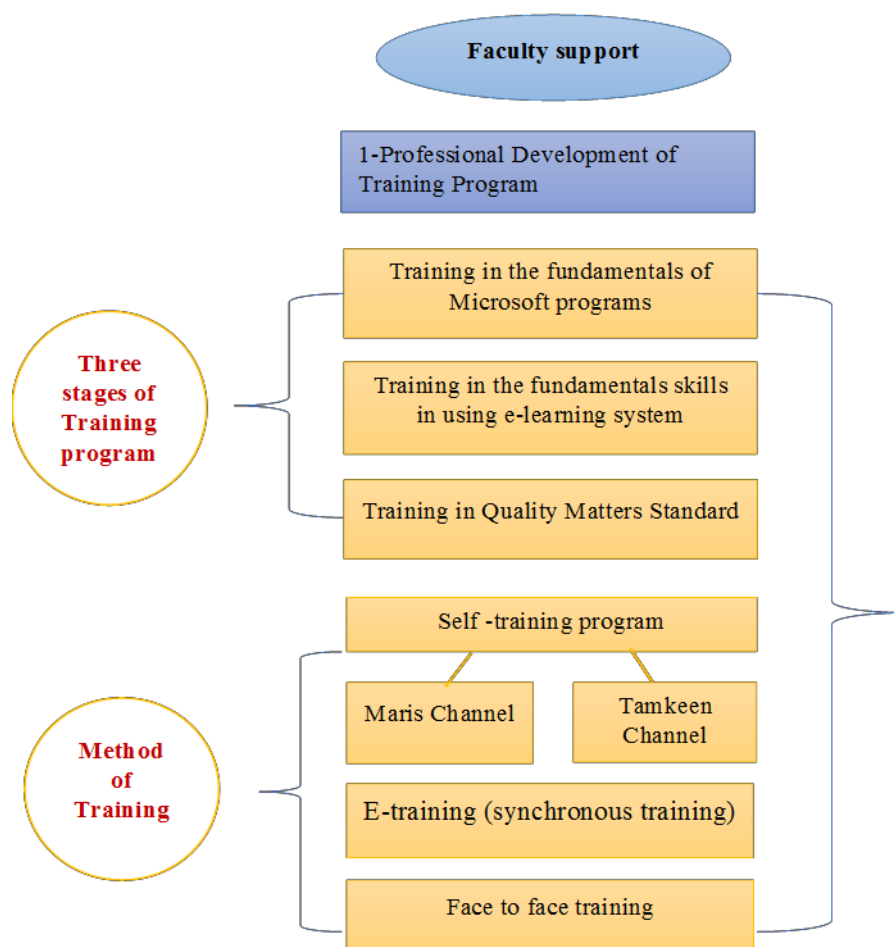 Faculty support
1-Professional Development of
Training Program
Training in the fundamentals of
Microsoft programs
Three
stages of
Training
program
Training in the fundamentals skills
in using e-learning system
Training in Quality Matters Standard
Self -training program
Maris Channel
Tamkeen
Channel
Method
of
Training
E-training (synchronous training)
Face to face training